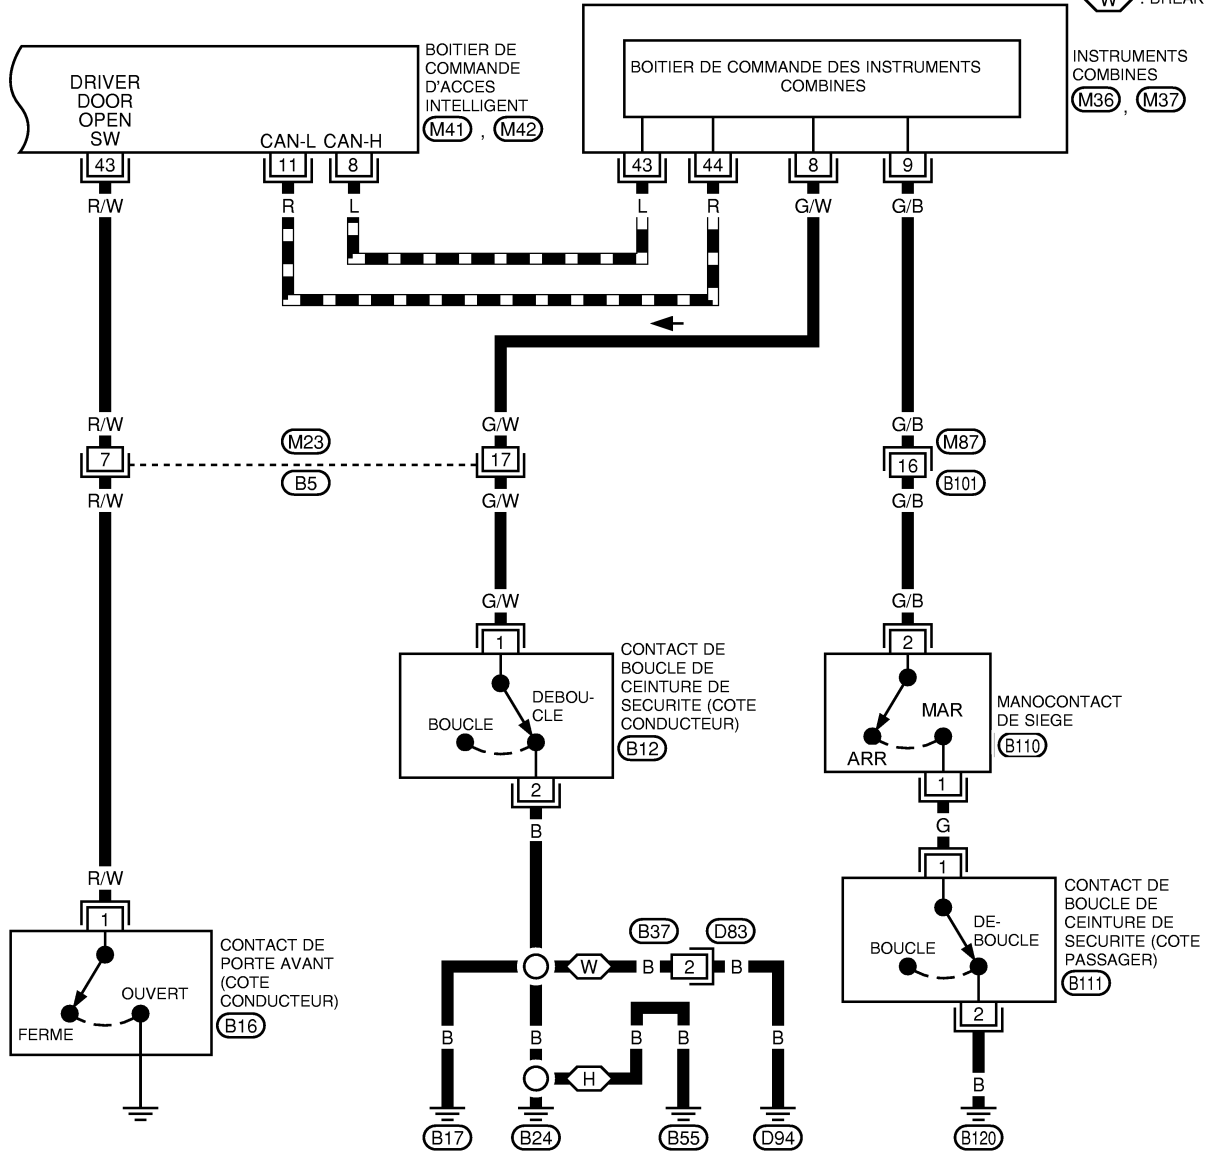 W : BREAK
BOITIER DE
COMMANDE
D'ACCES
INTELLIGENT
M41 , M42
DRIVER
DOOR
OPEN
SW
CAN-L CAN-H
BOITIER DE COMMANDE DES INSTRUMENTS
COMBINES
INSTRUMENTS
COMBINES
M36 , M37
43 11 8 43 44 8 9
R/W R L L R G/W G/B
R/W G/W G/B
M23 M87
7 17 16
B5 B101
R/W G/W G/B
G/W G/B
1 2
CONTACT DE
BOUCLE DE
CEINTURE DE
SECURITE (COTE
CONDUCTEUR)
B12
DEBOU-
CLE
BOUCLE
MANOCONTACT
DE SIEGE
B110
MAR
ARR
2 1
B G
1
R/W
1
CONTACT DE
PORTE AVANT
(COTE
CONDUCTEUR)
B16
OUVERT
FERME
CONTACT DE
BOUCLE DE
CEINTURE DE
SECURITE (COTE
PASSAGER)
B111
DE-
BOUCLE
BOUCLE
2
B37 D83
W B 2 B
B B B B B
H
B
B17 B24 B55 D94 B120